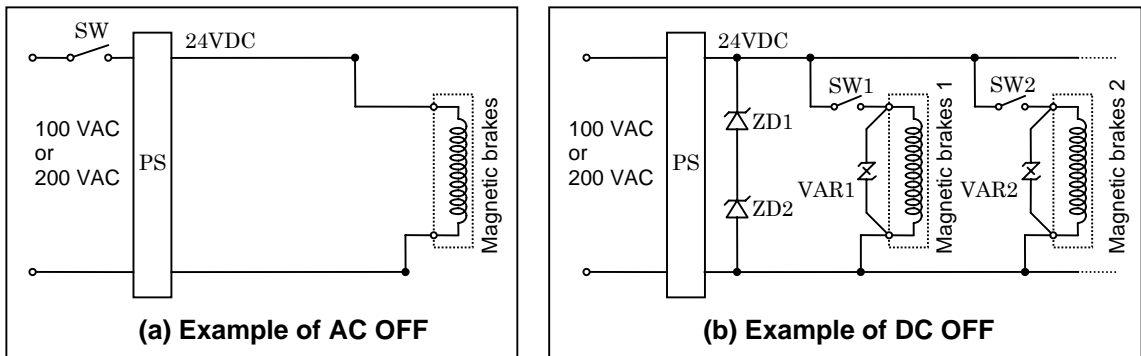 SW
24VDC
100 VAC
or
200 VAC
PS
Magnetic brakes
(a) Example of AC OFF
24VDC
SW1
SW2
ZD1
100 VAC
or
200 VAC
PS
VAR1
VAR2
ZD2
Magnetic brakes 1
Magnetic brakes 2
(b) Example of DC OFF